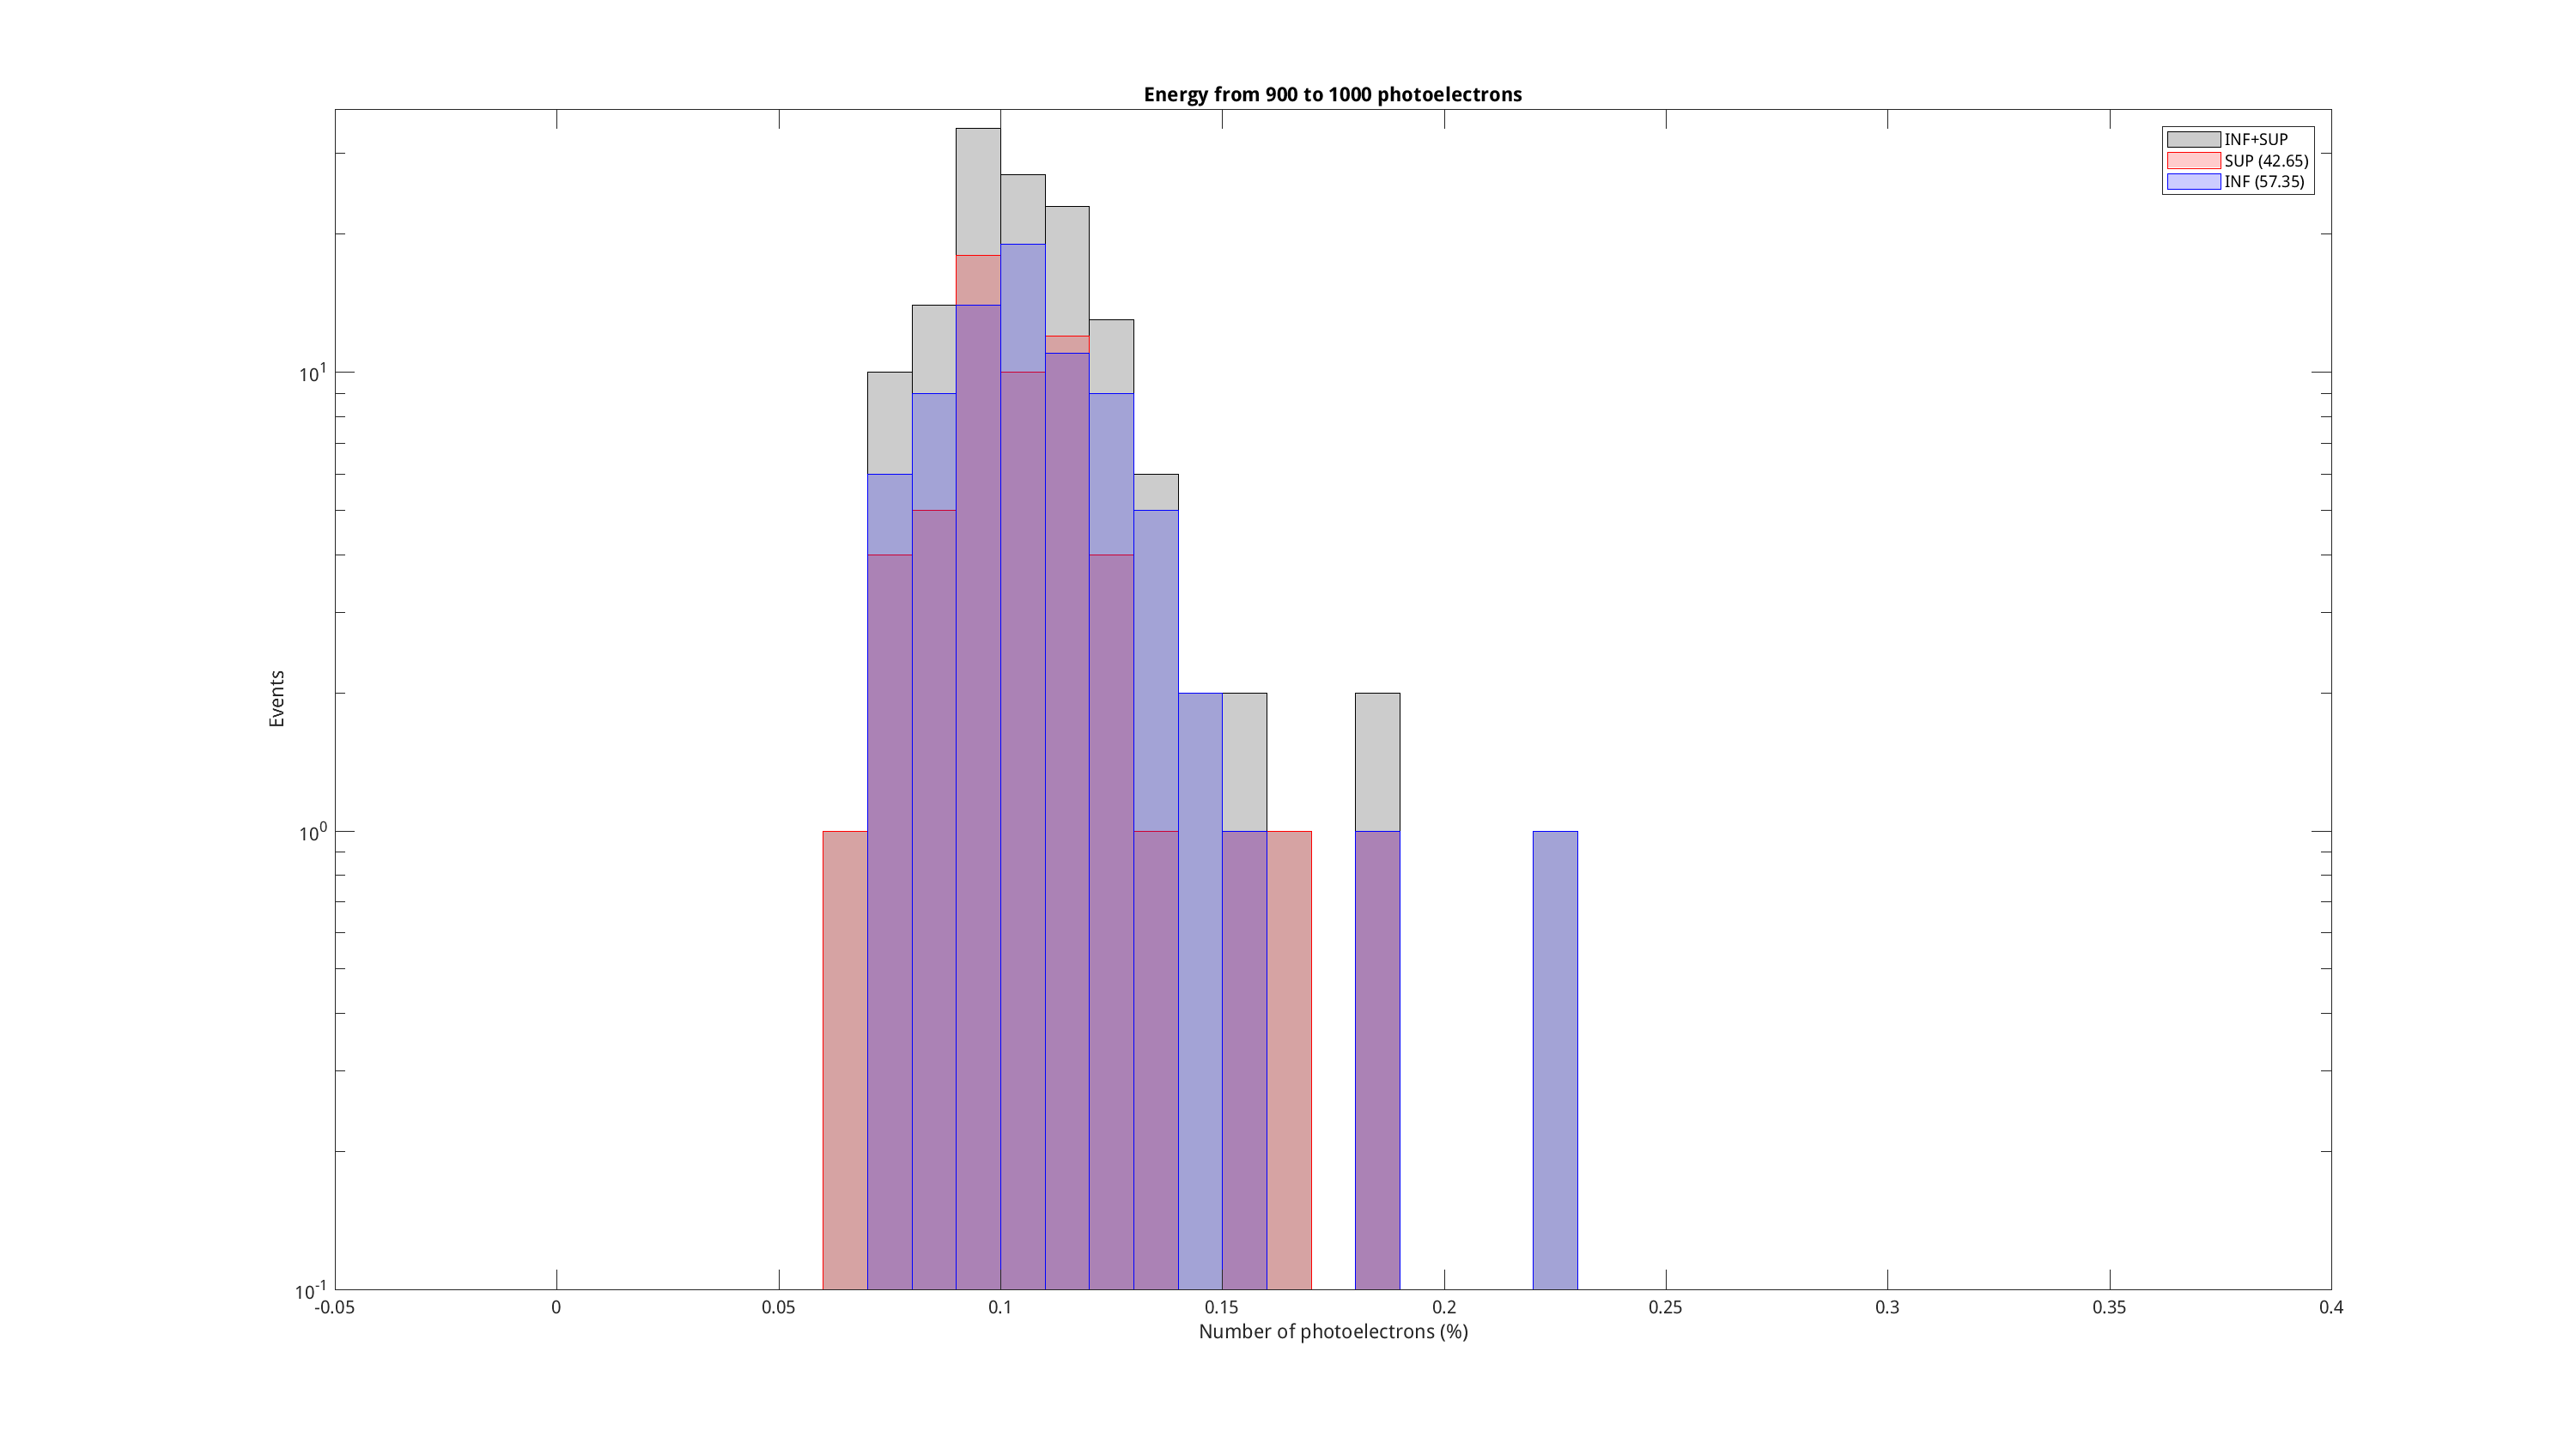 Energy from 900 to 1000 photoelectrons
INF+SUP
SUP (42.65)
INF (57.35)
Events
10^1
10^0
10^-1
-0.05 0 0.05 0.1 0.15 0.2 0.25 0.3 0.35 0.4
Number of photoelectrons (%)